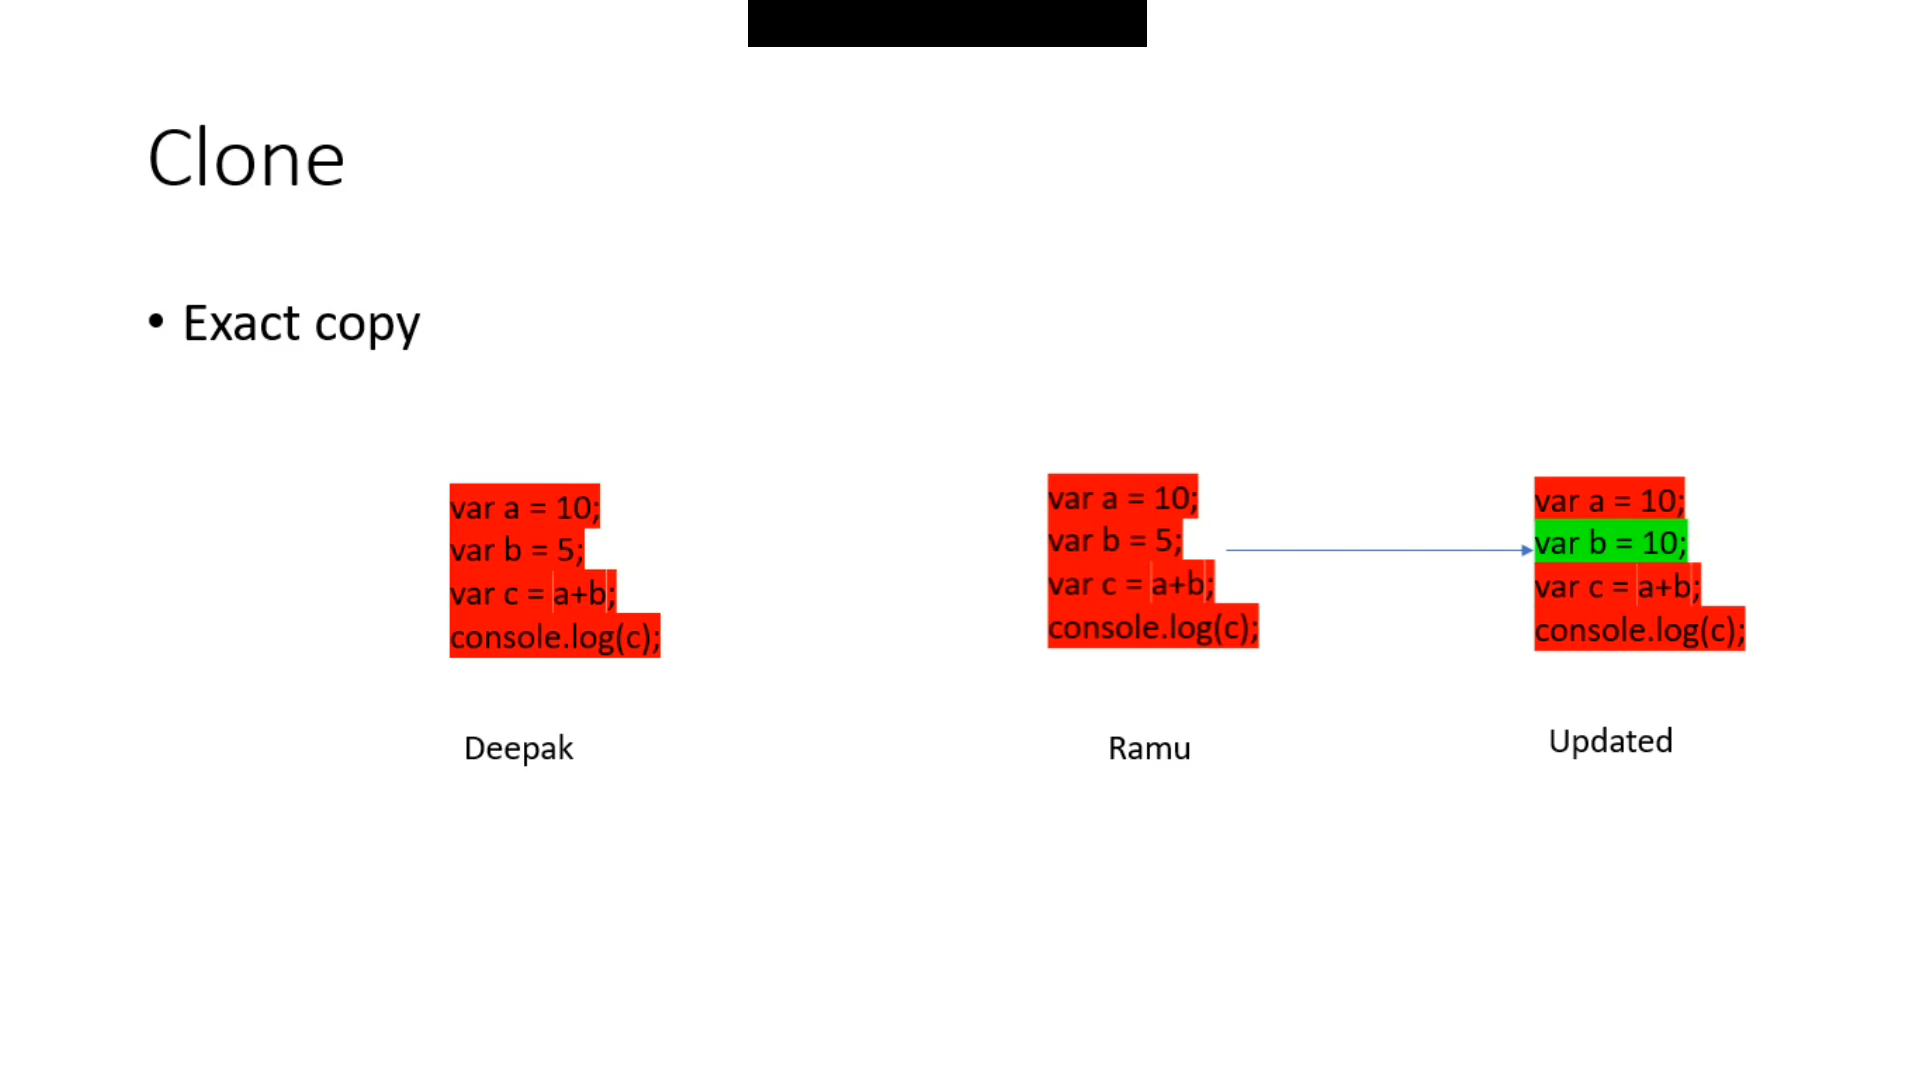 Clone
• Exact copy
var a = 10;
var b = 5;
var c = a+b;
console.log(c);
Deepak
var a = 10;
var b = 5;
var c = a+b;
console.log(c);
Ramu
var a = 10;
var b = 10;
var c = a+b;
console.log(c);
Updated